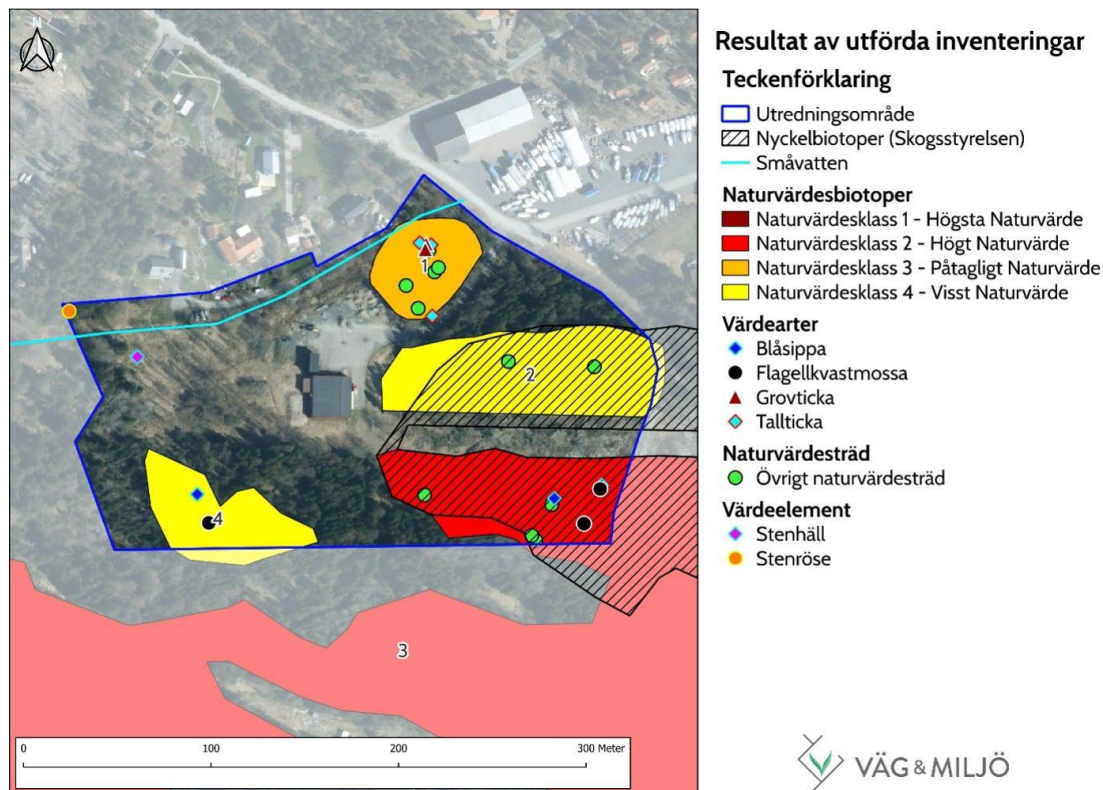 N
Resultat av utförda inventeringar
Teckenförklaring
Utredningsområde
Nyckelbiotoper (Skogsstyrelsen)
Småvatten
Naturvärdesbiotoper
Naturvärdesklass 1 - Högsta Naturvärde
Naturvärdesklass 2 - Högt Naturvärde
Naturvärdesklass 3 - Påtagligt Naturvärde
Naturvärdesklass 4 - Visst Naturvärde
Värdearter
Blåsippa
Flagellkvastmossa
Grovticka
Tallticka
Naturvärdesträd
Övrigt naturvärdesträd
Värdeelement
Stenhäll
Stenröse
1
2
4
3
0 100 200 300 Meter
VÄG & MILJÖ